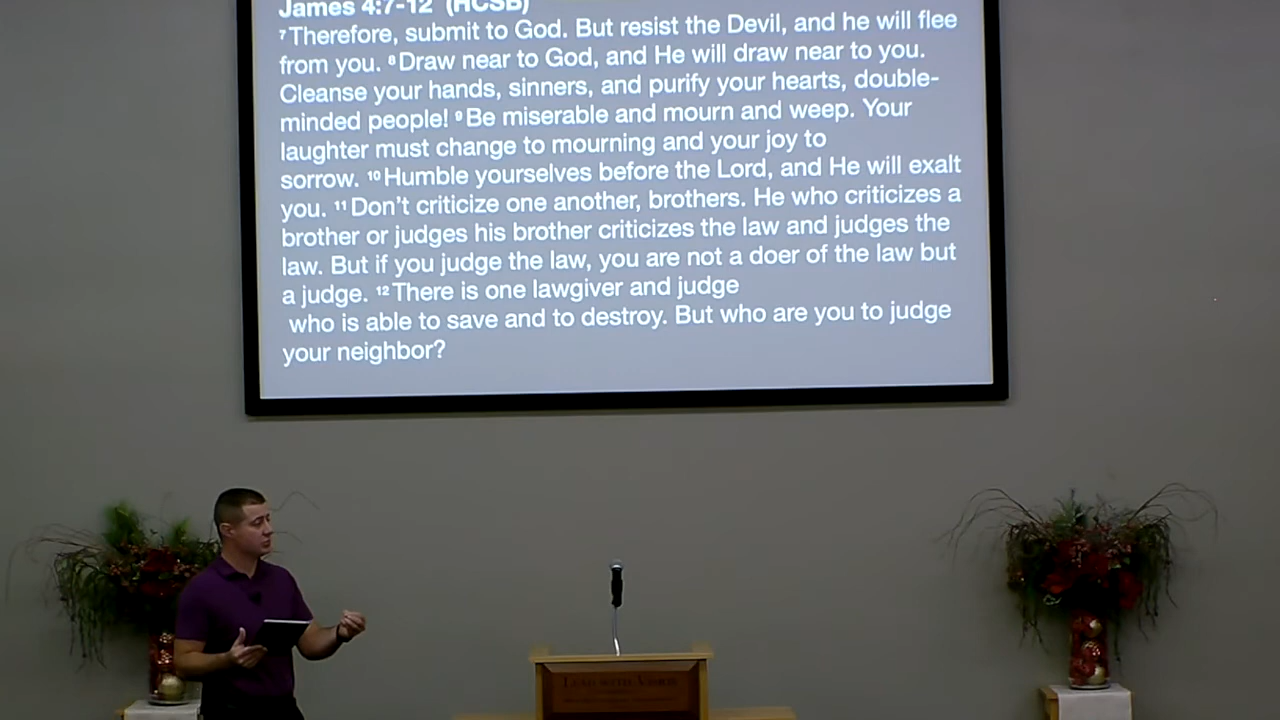 James 4:7-12 (HCSB)
⁷Therefore, submit to God. But resist the Devil, and he will flee
from you. ⁸Draw near to God, and He will draw near to you.
Cleanse your hands, sinners, and purify your hearts, double-
minded people! ⁹Be miserable and mourn and weep. Your
laughter must change to mourning and your joy to
sorrow. ¹⁰Humble yourselves before the Lord, and He will exalt
you. ¹¹Don’t criticize one another, brothers. He who criticizes a
brother or judges his brother criticizes the law and judges the
law. But if you judge the law, you are not a doer of the law but
a judge. ¹²There is one lawgiver and judge
who is able to save and to destroy. But who are you to judge
your neighbor?